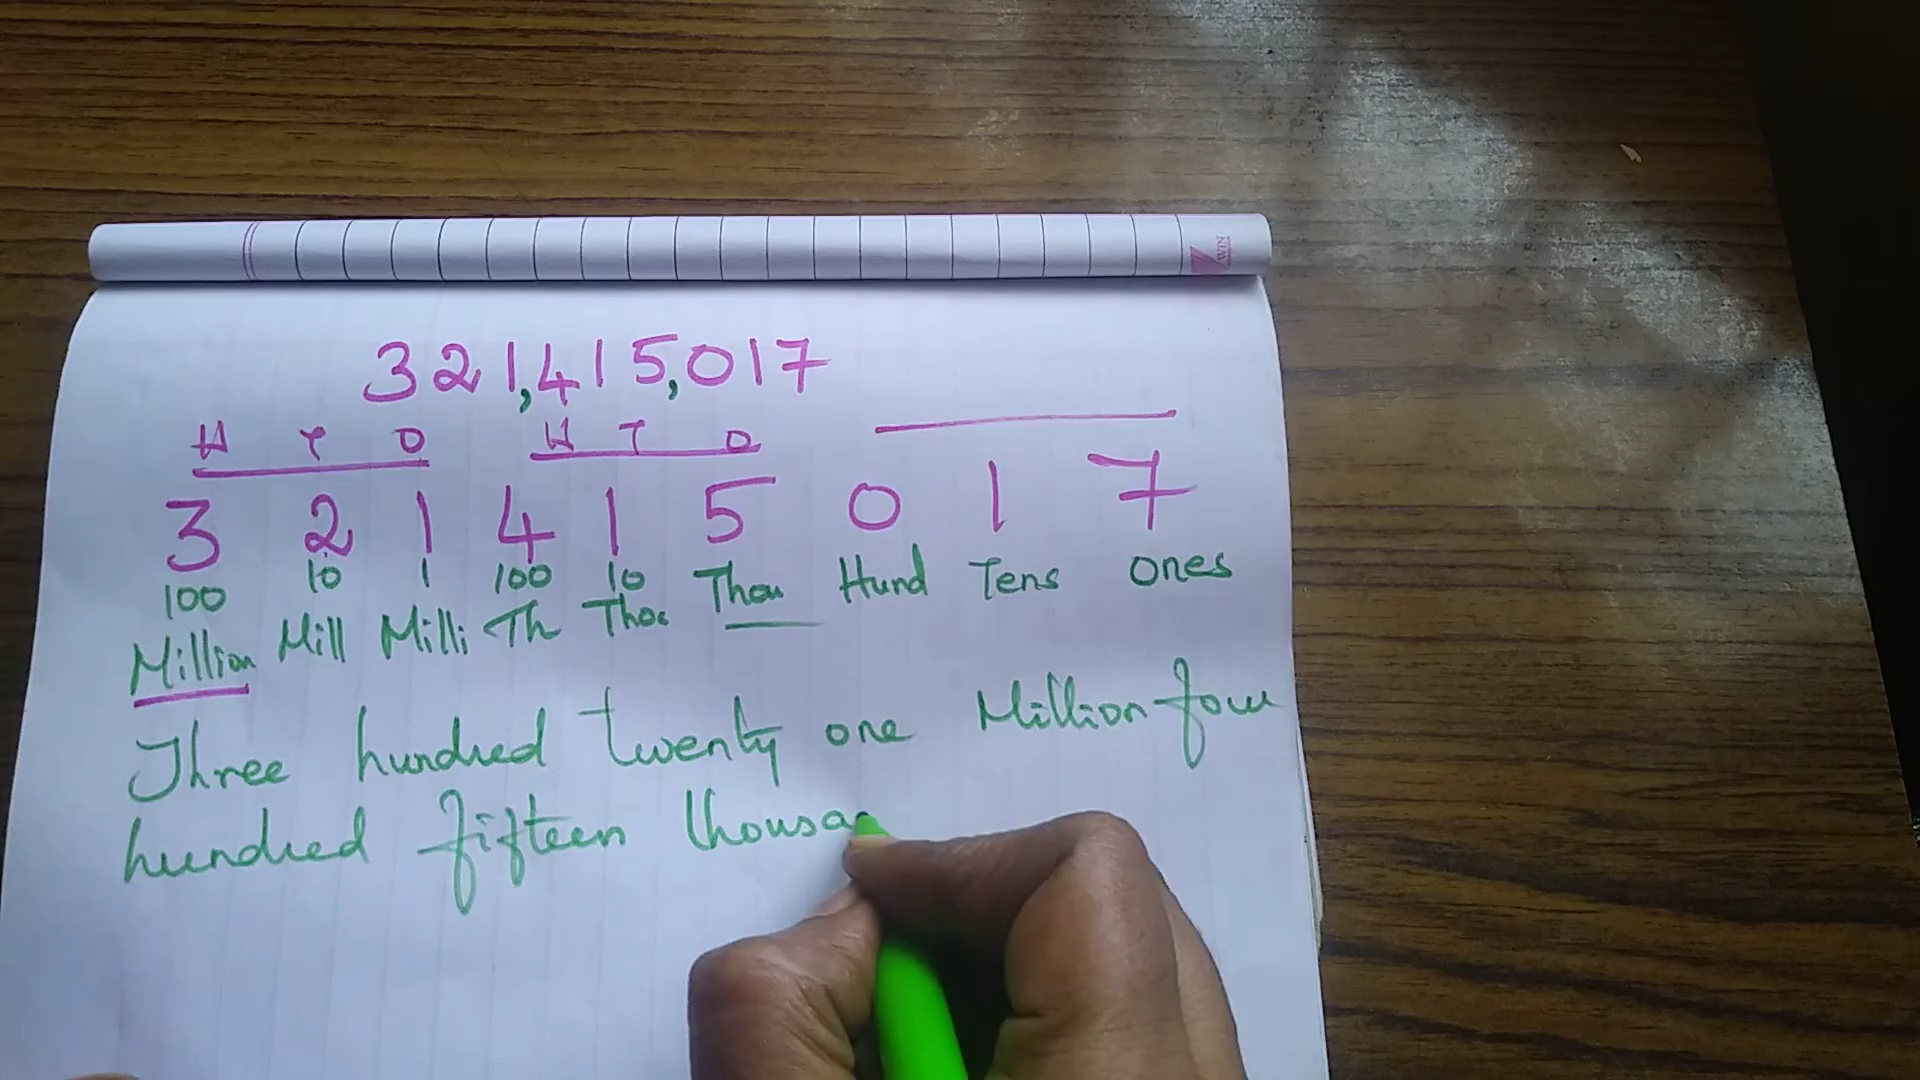 WIN
321,415,017
H T O H T O
3 2 1 4 1 5 0 1 7
100 10 1 100 10 Thou Hund Tens ones
Million Mill Milli Th Thou
Three hundred twenty one Million four
hundred fifteen thousa